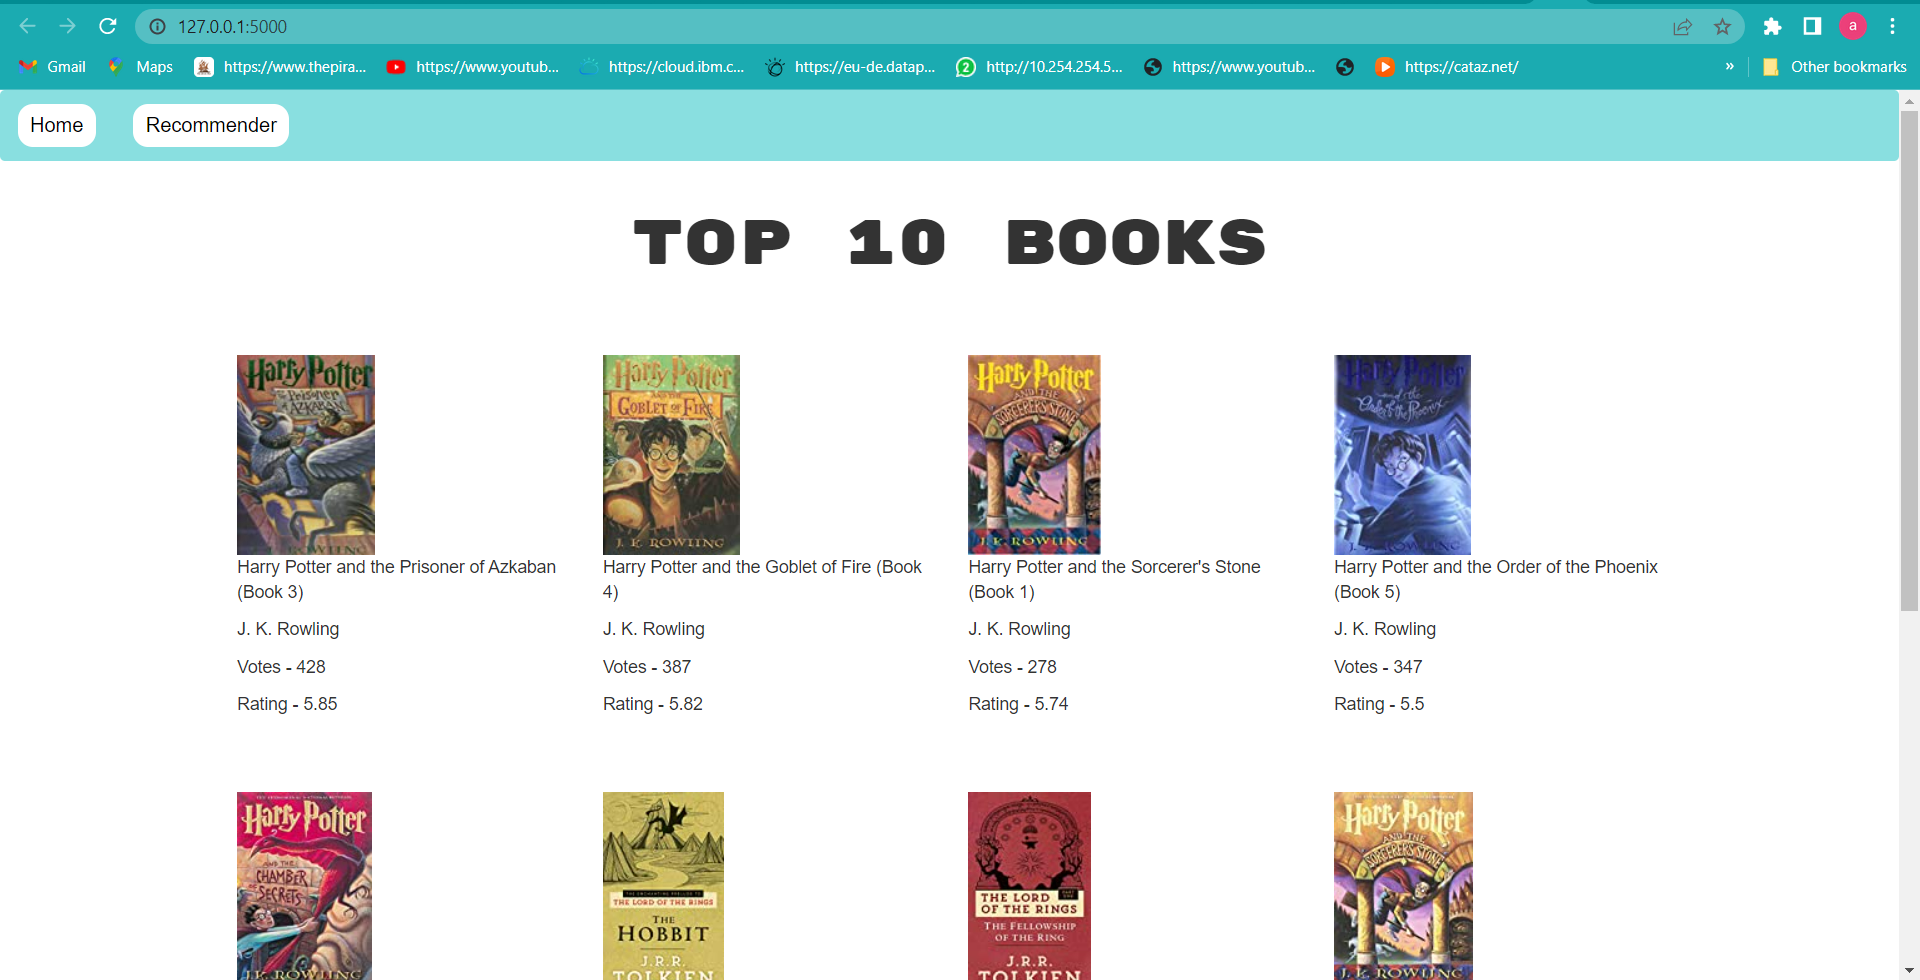 127.0.0.1:5000
a
Gmail
Maps
https://www.thepira...
https://www.youtub...
https://cloud.ibm.c...
https://eu-de.datap...
2
http://10.254.254.5...
https://www.youtub...
https://cataz.net/
»
Other bookmarks
Home
Recommender
TOP 10 BOOKS
Harry Potter
Prisoner
of AZKABAN
J. K. ROWLING
Harry Potter
AND THE
GOBLET OF FIRE
J. K. ROWLING
Harry Potter
AND THE
SORCERER'S STONE
J. K. ROWLING
Harry Potter
and the
Order of the Phoenix
J. K. ROWLING
Harry Potter and the Prisoner of Azkaban
(Book 3)
J. K. Rowling
Votes - 428
Rating - 5.85
Harry Potter and the Goblet of Fire (Book
4)
J. K. Rowling
Votes - 387
Rating - 5.82
Harry Potter and the Sorcerer's Stone
(Book 1)
J. K. Rowling
Votes - 278
Rating - 5.74
Harry Potter and the Order of the Phoenix
(Book 5)
J. K. Rowling
Votes - 347
Rating - 5.5
Harry Potter
AND THE
CHAMBER
OF SECRETS
J. K. ROWLING
THE ENCHANTING PRELUDE TO
THE LORD OF THE RINGS
THE
HOBBIT
J.R.R.
TOLKIEN
PART ONE
THE LORD
OF THE RINGS
THE FELLOWSHIP
OF THE RING
J.R.R.
TOLKIEN
Harry Potter
AND THE
SORCERER'S STONE
J. K. ROWLING